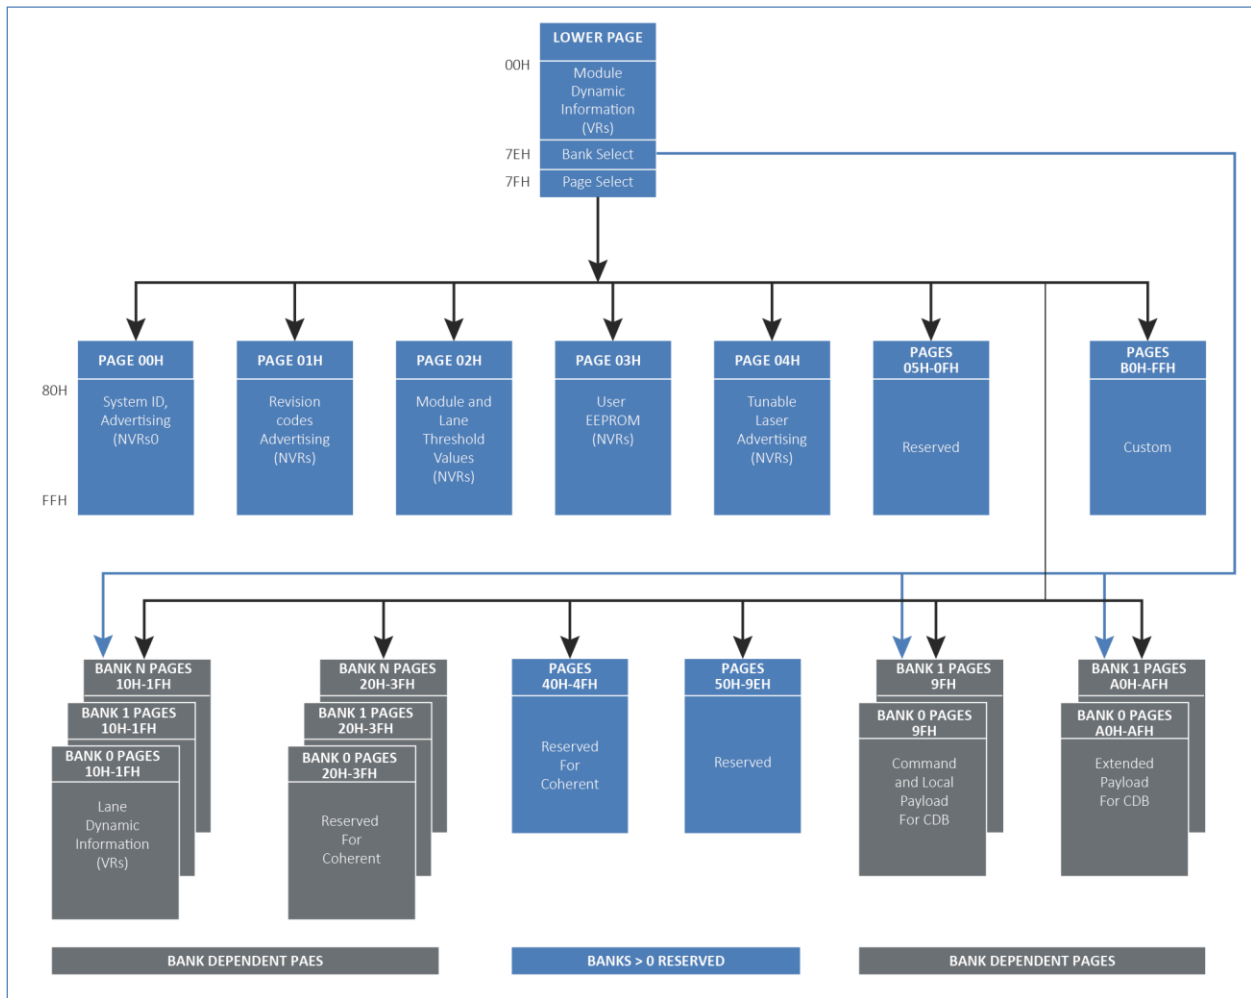 LOWER PAGE
00H
Module
Dynamic
Information
(VRs)
7EH
Bank Select
7FH
Page Select
PAGE 00H
PAGE 01H
PAGE 02H
PAGE 03H
PAGE 04H
PAGES
05H-0FH
PAGES
B0H-FFH
80H
System ID,
Advertising
(NVRs0
Revision
codes
Advertising
(NVRs)
Module and
Lane
Threshold
Values
(NVRs)
User
EEPROM
(NVRs)
Tunable
Laser
Advertising
(NVRs)
Reserved
Custom
FFH
BANK N PAGES
10H-1FH
BANK 1 PAGES
10H-1FH
BANK 0 PAGES
10H-1FH
Lane
Dynamic
Information
(VRs)
BANK N PAGES
20H-3FH
BANK 1 PAGES
20H-3FH
BANK 0 PAGES
20H-3FH
Reserved
For
Coherent
PAGES
40H-4FH
Reserved
For
Coherent
PAGES
50H-9EH
Reserved
BANK 1 PAGES
9FH
BANK 0 PAGES
9FH
Command
and Local
Payload
For CDB
BANK 1 PAGES
A0H-AFH
BANK 0 PAGES
A0H-AFH
Extended
Payload
For CDB
BANK DEPENDENT PAES
BANKS > 0 RESERVED
BANK DEPENDENT PAGES